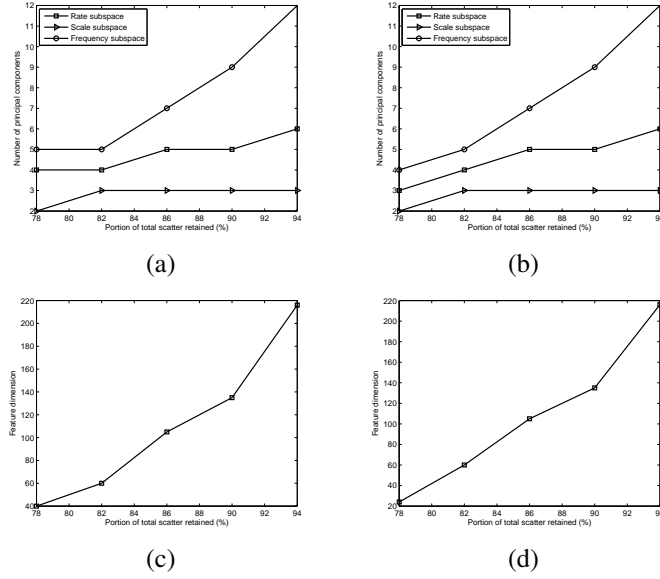 12
11
10
9
8
7
6
5
4
3
2
Number of principal components
Rate subspace
Scale subspace
Frequency subspace
78 80 82 84 86 88 90 92 94
Portion of total scatter retained (%)
(a)
12
11
10
9
8
7
6
5
4
3
2
Number of principal components
Rate subspace
Scale subspace
Frequency subspace
78 80 82 84 86 88 90 92 94
Portion of total scatter retained (%)
(b)
220
200
180
160
140
120
100
80
60
40
Feature dimension
78 80 82 84 86 88 90 92 94
Portion of total scatter retained (%)
(c)
220
200
180
160
140
120
100
80
60
40
20
Feature dimension
78 80 82 84 86 88 90 92 94
Portion of total scatter retained (%)
(d)